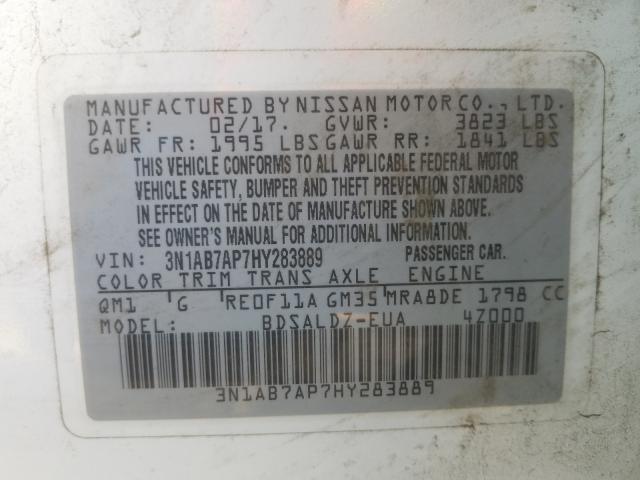 MANUFACTURED BY NISSAN MOTOR CO., LTD.
DATE: 02/17. GVWR: 3823 LBS
GAWR FR: 1995 LBS GAWR RR: 1841 LBS
THIS VEHICLE CONFORMS TO ALL APPLICABLE FEDERAL MOTOR
VEHICLE SAFETY, BUMPER AND THEFT PREVENTION STANDARDS
IN EFFECT ON THE DATE OF MANUFACTURE SHOWN ABOVE.
SEE OWNER'S MANUAL FOR ADDITIONAL INFORMATION.
VIN: 3N1AB7AP7HY283889 PASSENGER CAR.
COLOR TRIM TRANS AXLE ENGINE
QM1 G RE0F11A GM35 MRA8DE 1798 CC
MODEL: BDSALDZ-EUA 4Z000
3N1AB7AP7HY283889